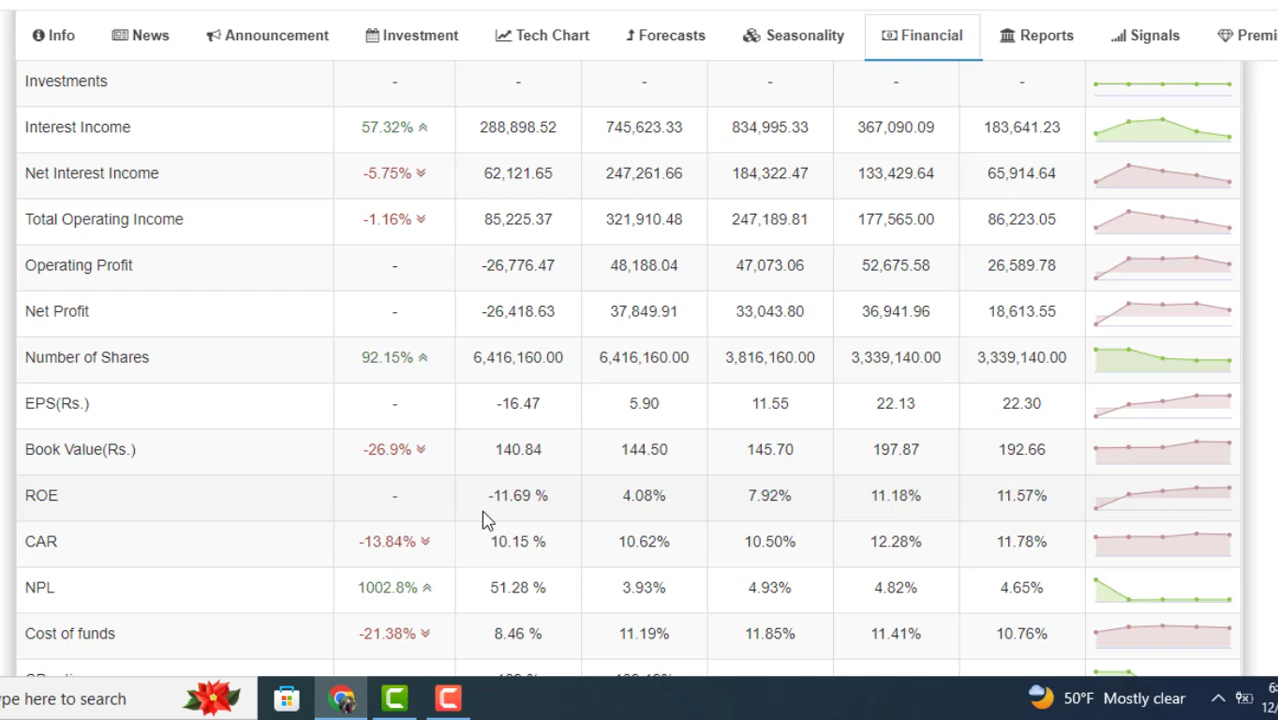 Info News Announcement Investment Tech Chart Forecasts Seasonality Financial Reports Signals Premi
Investments - - - - - -
Interest Income 57.32% 288,898.52 745,623.33 834,995.33 367,090.09 183,641.23
Net Interest Income -5.75% 62,121.65 247,261.66 184,322.47 133,429.64 65,914.64
Total Operating Income -1.16% 85,225.37 321,910.48 247,189.81 177,565.00 86,223.05
Operating Profit - -26,776.47 48,188.04 47,073.06 52,675.58 26,589.78
Net Profit - -26,418.63 37,849.91 33,043.80 36,941.96 18,613.55
Number of Shares 92.15% 6,416,160.00 6,416,160.00 3,816,160.00 3,339,140.00 3,339,140.00
EPS(Rs.) - -16.47 5.90 11.55 22.13 22.30
Book Value(Rs.) -26.9% 140.84 144.50 145.70 197.87 192.66
ROE - -11.69 % 4.08% 7.92% 11.18% 11.57%
CAR -13.84% 10.15 % 10.62% 10.50% 12.28% 11.78%
NPL 1002.8% 51.28 % 3.93% 4.93% 4.82% 4.65%
Cost of funds -21.38% 8.46 % 11.19% 11.85% 11.41% 10.76%
ype here to search 50°F Mostly clear